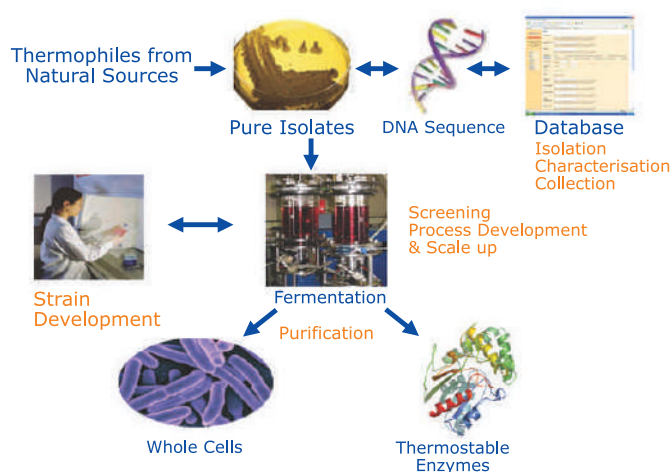 Thermophiles from
Natural Sources
Pure Isolates
DNA Sequence
Database
Isolation
Characterisation
Collection
Screening
Process Development
& Scale up
Strain
Development
Fermentation
Purification
Whole Cells
Thermostable
Enzymes